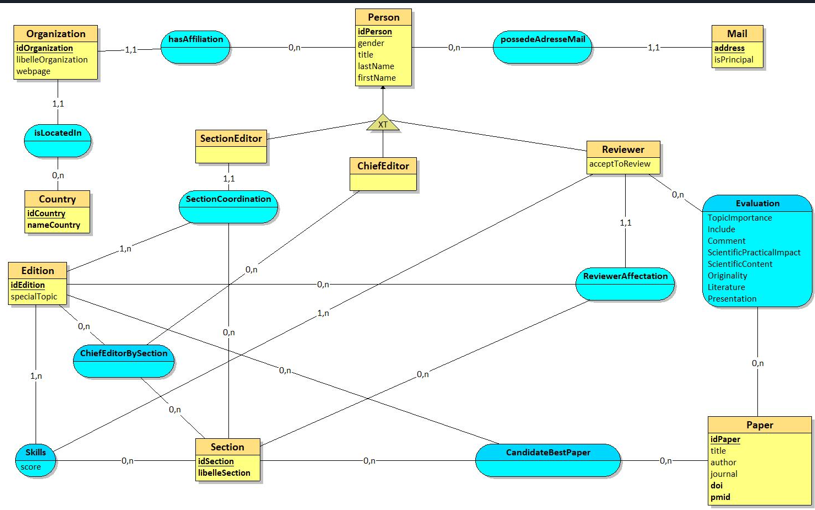 Person
Organization
idOrganization
libelleOrganization
webpage
1,1
hasAffiliation
0,n
idPerson
gender
title
lastName
firstName
0,n
possedeAdresseMail
1,1
Mail
address
isPrincipal
1,1
isLocatedIn
0,n
Country
idCountry
nameCountry
XT
SectionEditor
1,1
SectionCoordination
ChiefEditor
Reviewer
acceptToReview
0,n
1,1
Evaluation
TopicImportance
Include
Comment
ScientificPracticalImpact
ScientificContent
Originality
Literature
Presentation
1,n
Edition
idEdition
specialTopic
0,n
0,n
ReviewerAffectation
1,n
0,n
0,n
ChiefEditorBySection
0,n
0,n
0,n
1,n
0,n
Paper
idPaper
title
author
journal
doi
pmid
Skills
score
0,n
Section
idSection
libelleSection
0,n
CandidateBestPaper
0,n